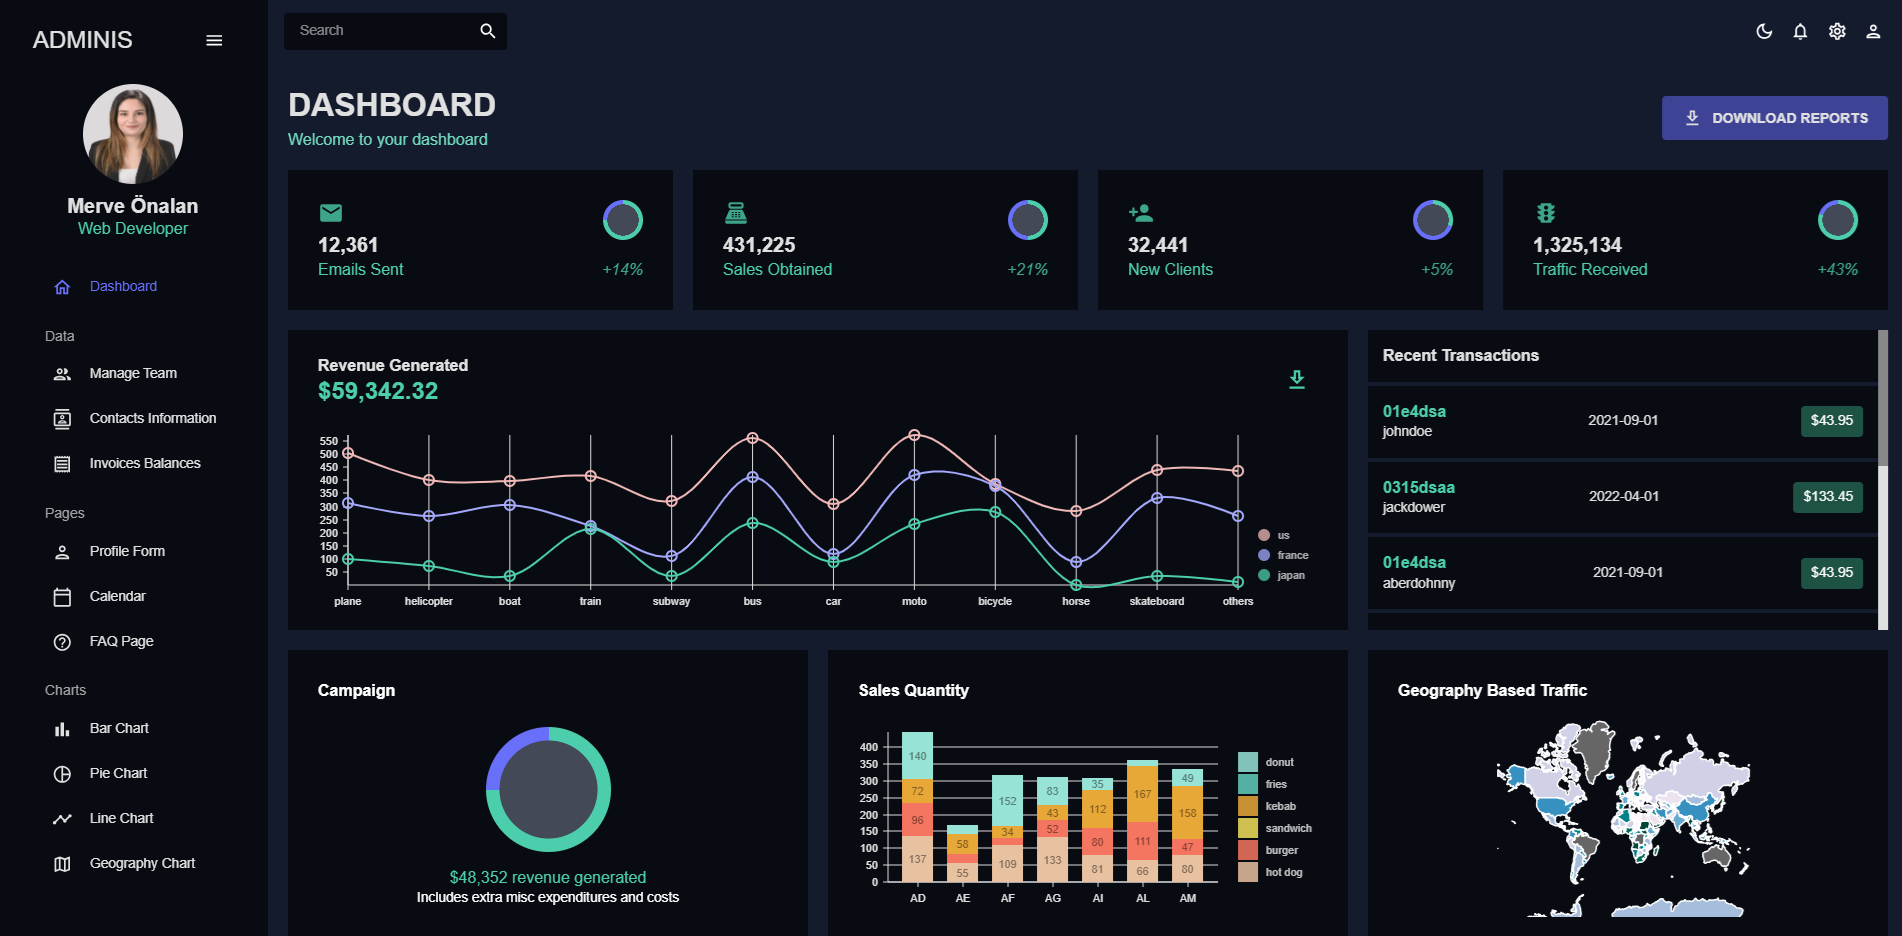 ADMINIS
Search
Merve Önalan
Web Developer
Dashboard
Data
Manage Team
Contacts Information
Invoices Balances
Pages
Profile Form
Calendar
FAQ Page
Charts
Bar Chart
Pie Chart
Line Chart
Geography Chart
DASHBOARD
Welcome to your dashboard
DOWNLOAD REPORTS
12,361
Emails Sent
+14%
431,225
Sales Obtained
+21%
32,441
New Clients
+5%
1,325,134
Traffic Received
+43%
Revenue Generated
$59,342.32
550
500
450
400
350
300
250
200
150
100
50
plane helicopter boat train subway bus car moto bicycle horse skateboard others
us
france
japan
Recent Transactions
01e4dsa
johndoe
2021-09-01
$43.95
0315dsaa
jackdower
2022-04-01
$133.45
01e4dsa
aberdohnny
2021-09-01
$43.95
Campaign
$48,352 revenue generated
Includes extra misc expenditures and costs
Sales Quantity
400
350
300
250
200
150
100
50
0
140
72
96
137
58
55
152
34
109
83
43
52
133
35
112
80
81
167
111
66
49
158
47
80
AD AE AF AG AI AL AM
donut
fries
kebab
sandwich
burger
hot dog
Geography Based Traffic